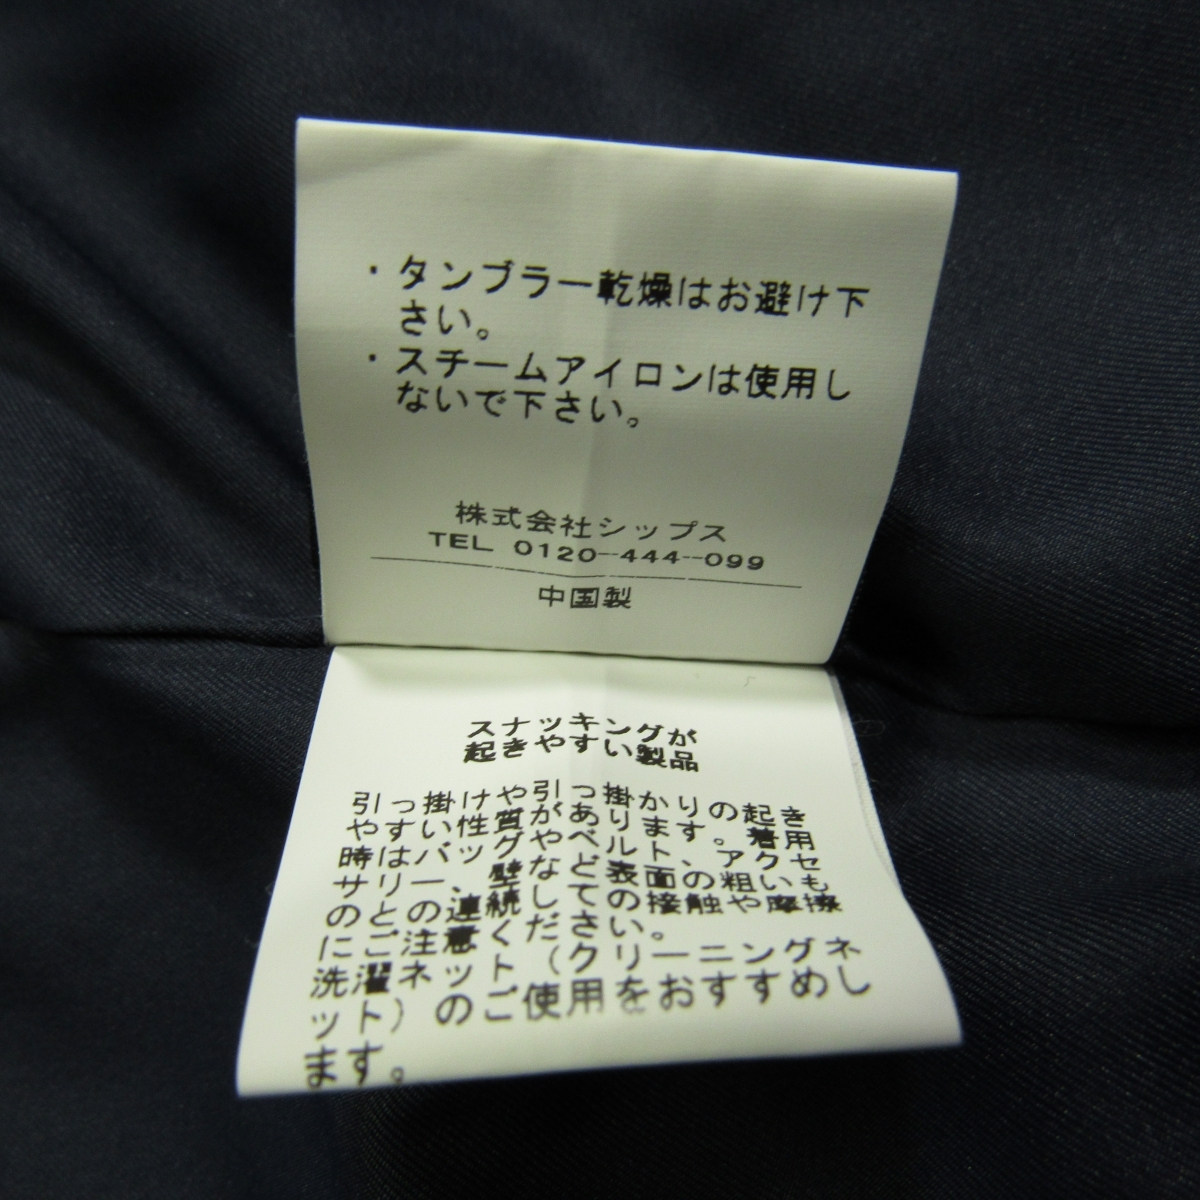 ・タンブラー乾燥はお避け下
さい。
・スチームアイロンは使用し
ないで下さい。
株式会社シップス
TEL 0120-444-099
中国製
スナッキングが
起きやすい製品
引っ掛けや引っ掛かりの起き
やすい性質があります。着用
時はバッグやベルト、アクセ
サリー、壁など表面の粗いも
のとの連続しての接触や摩擦
にご注意ください。
洗濯ネット（クリーニングネ
ット）のご使用をおすすめし
ます。